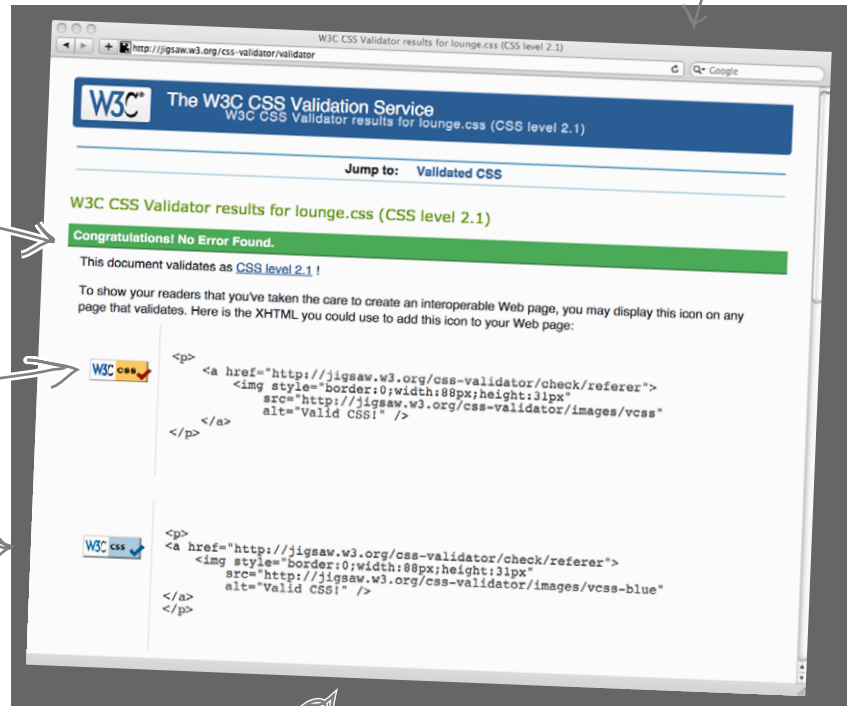 W3C CSS Validator results for lounge.css (CSS level 2.1)
http://jigsaw.w3.org/css-validator/validator
Google
W3C® The W3C CSS Validation Service
W3C CSS Validator results for lounge.css (CSS level 2.1)
Jump to: Validated CSS
W3C CSS Validator results for lounge.css (CSS level 2.1)
Congratulations! No Error Found.
This document validates as CSS level 2.1 !
To show your readers that you've taken the care to create an interoperable Web page, you may display this icon on any
page that validates. Here is the XHTML you could use to add this icon to your Web page:
W3C css
<p>
<a href="http://jigsaw.w3.org/css-validator/check/referer">
<img style="border:0;width:88px;height:31px"
src="http://jigsaw.w3.org/css-validator/images/vcss"
alt="Valid CSS!" />
</a>
</p>
W3C css
<p>
<a href="http://jigsaw.w3.org/css-validator/check/referer">
<img style="border:0;width:88px;height:31px"
src="http://jigsaw.w3.org/css-validator/images/vcss-blue"
alt="Valid CSS!" />
</a>
</p>